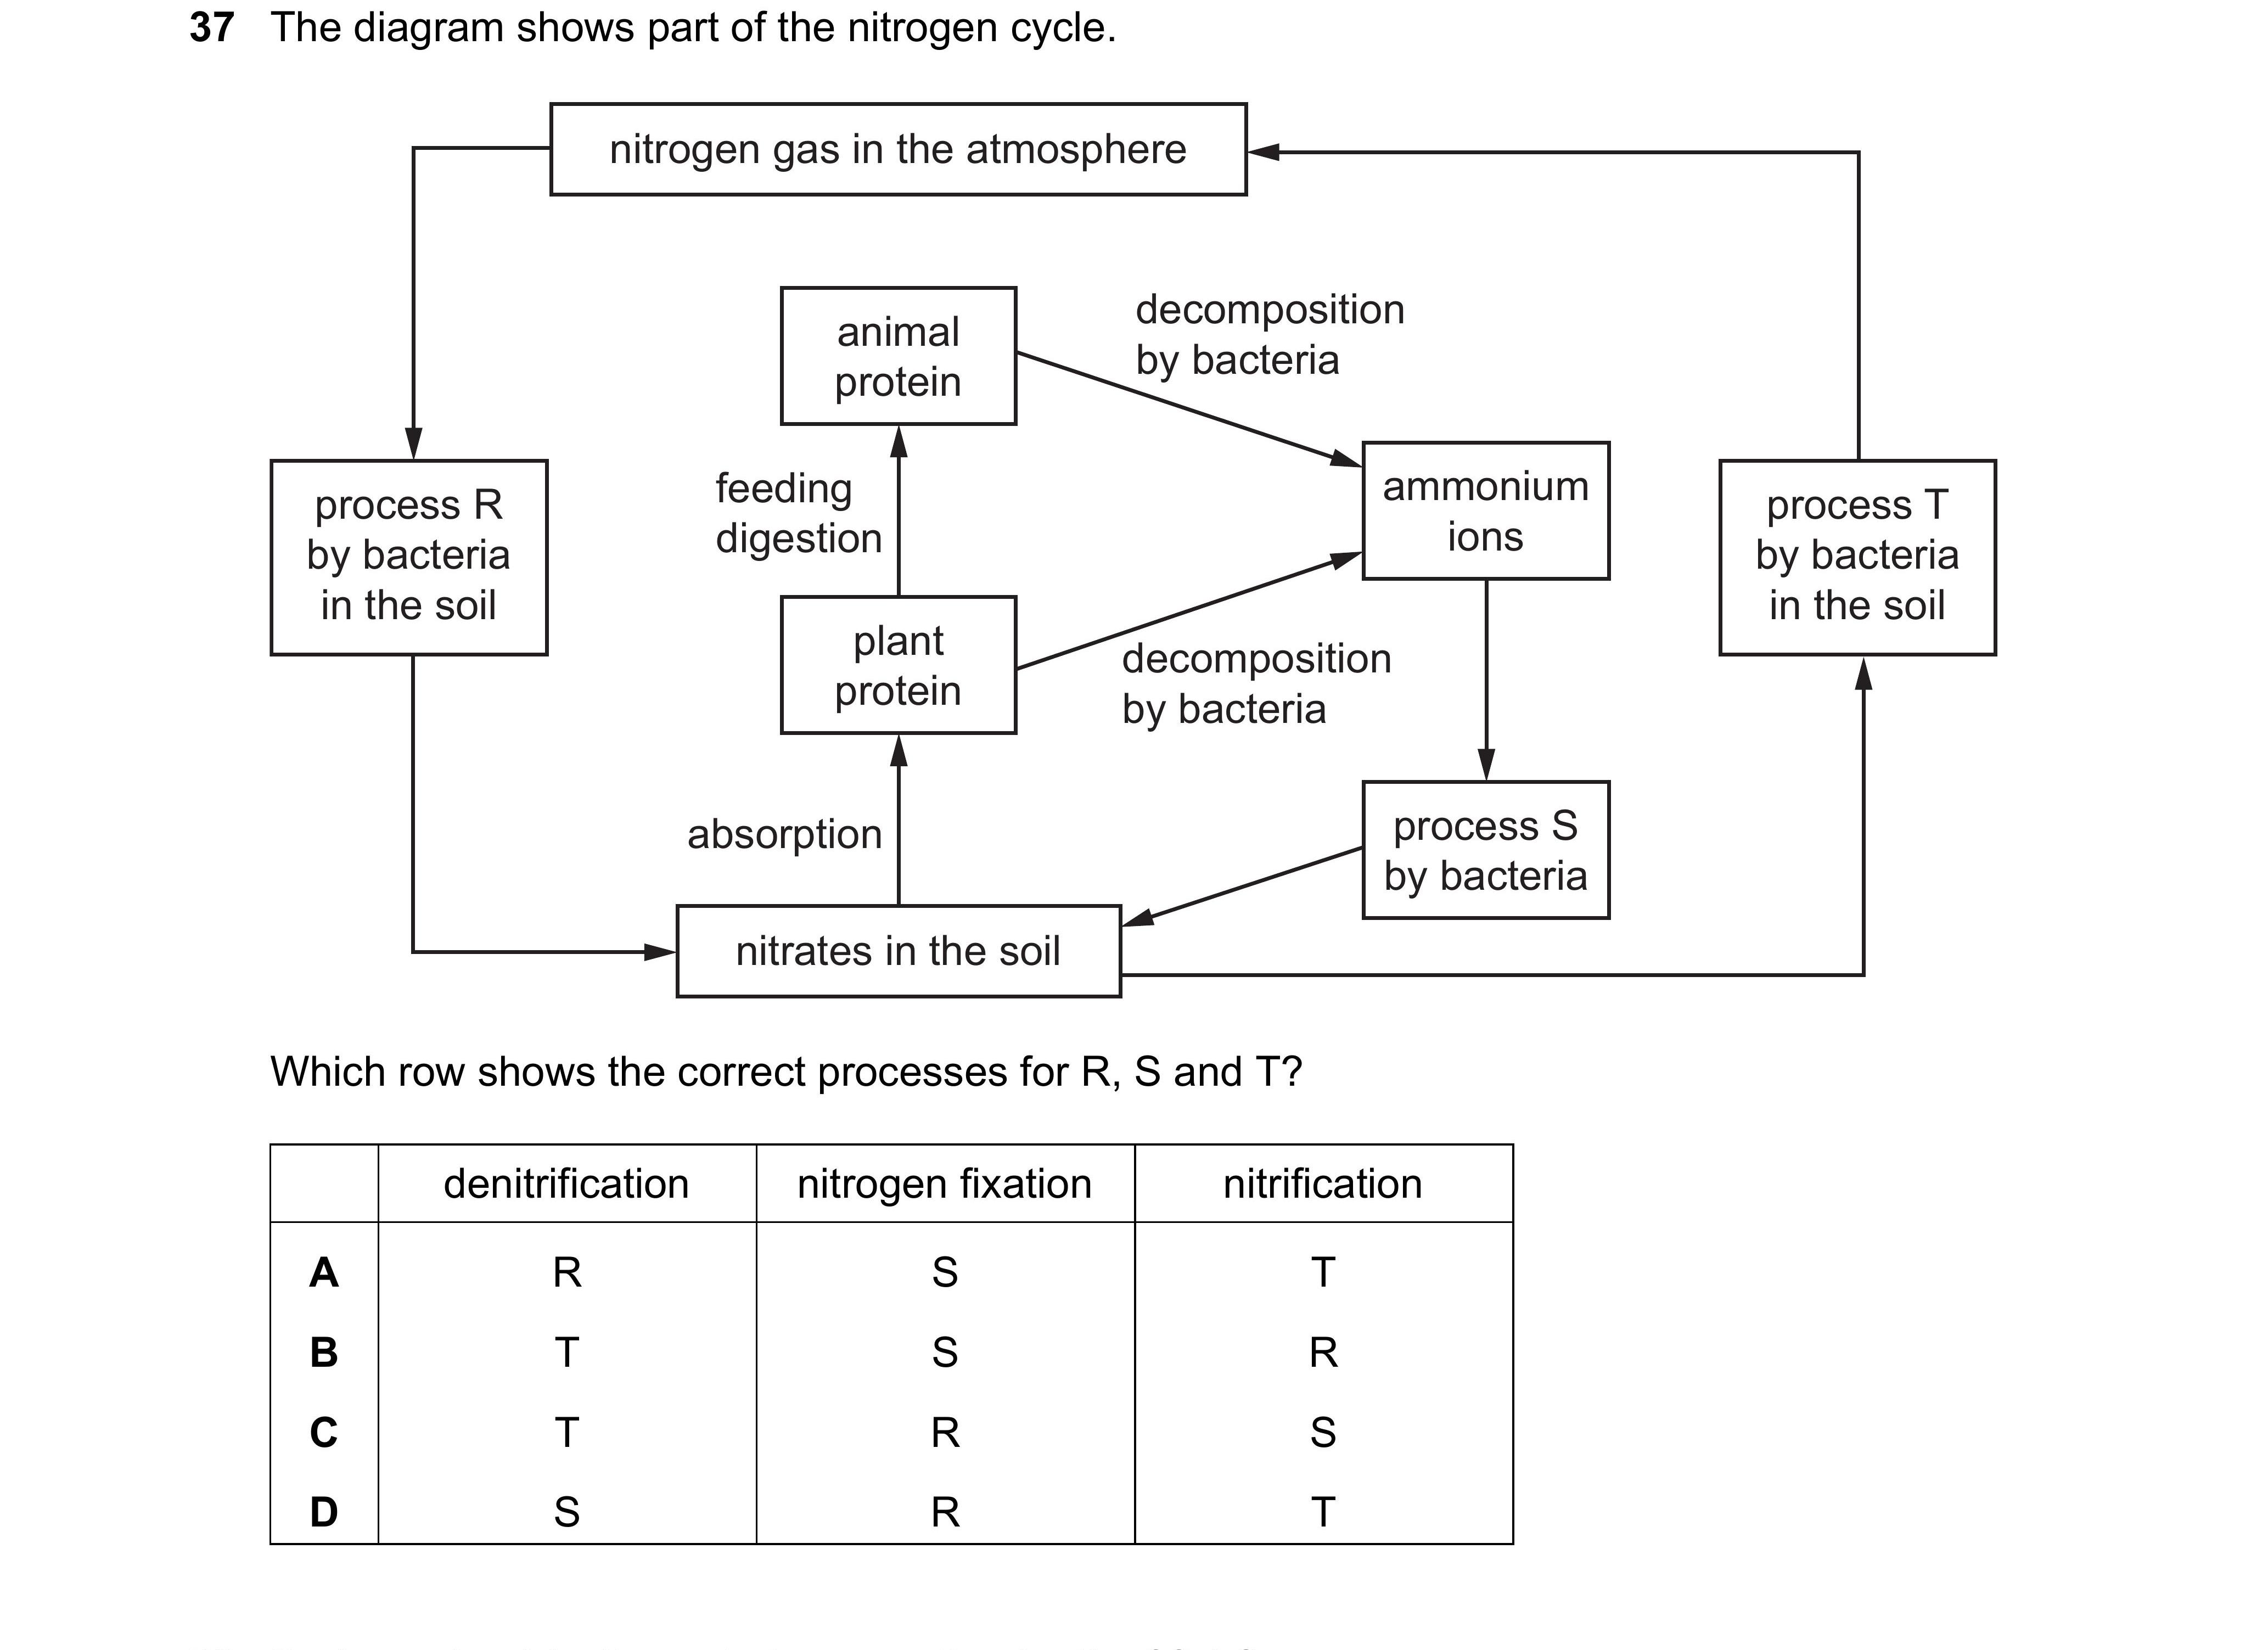 37 The diagram shows part of the nitrogen cycle.
nitrogen gas in the atmosphere
animal
protein
decomposition
by bacteria
feeding
digestion
ammonium
ions
process R
by bacteria
in the soil
process T
by bacteria
in the soil
plant
protein
decomposition
by bacteria
absorption
process S
by bacteria
nitrates in the soil
Which row shows the correct processes for R, S and T?
denitrification nitrogen fixation nitrification
A R S T
B T S R
C T R S
D S R T